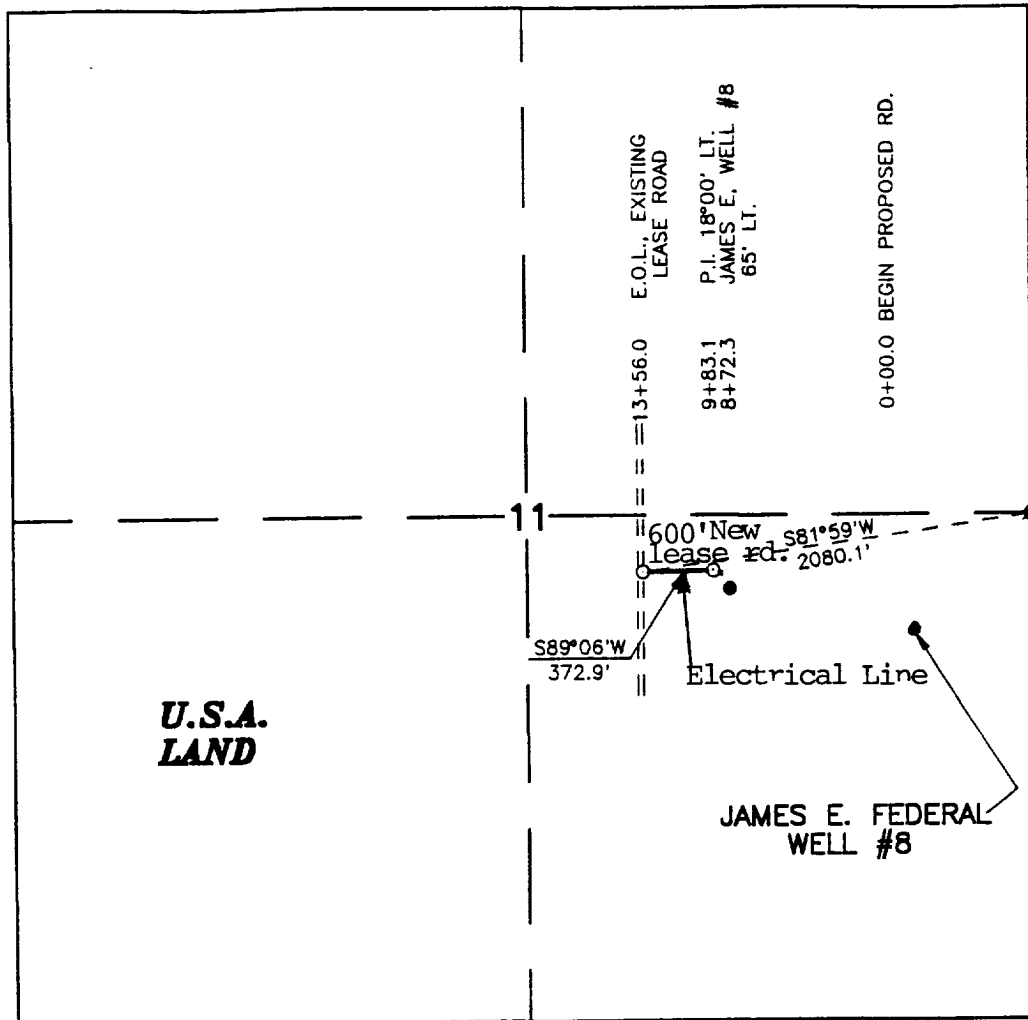 13+56.0 E.O.L., EXISTING
LEASE ROAD
9+83.1 P.I. 18°00' LT.
8+72.3 JAMES E. WELL #8
65' LT.
0+00.0 BEGIN PROPOSED RD.
11
600'New
lease rd.
S81°59'W
2080.1'
S89°06'W
372.9'
Electrical Line
U.S.A.
LAND
JAMES E. FEDERAL
WELL #8